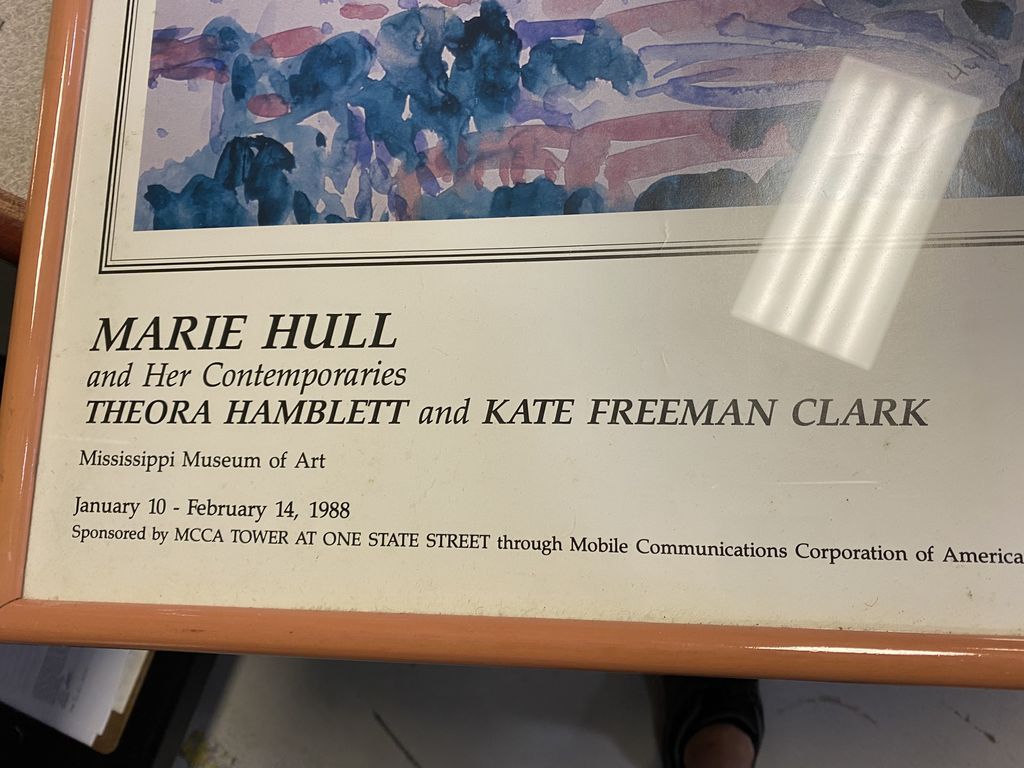 MARIE HULL
and Her Contemporaries
THEORA HAMBLETT and KATE FREEMAN CLARK
Mississippi Museum of Art
January 10 - February 14, 1988
Sponsored by MCCA TOWER AT ONE STATE STREET through Mobile Communications Corporation of America